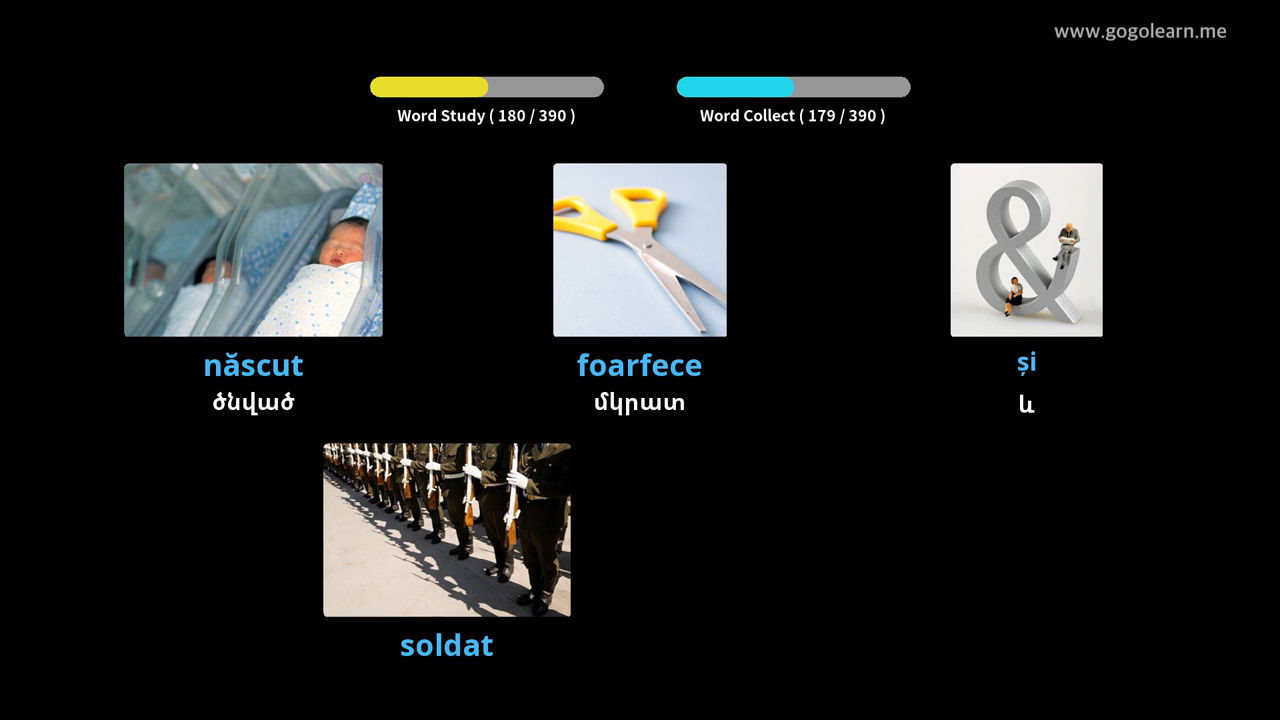 www.gogolearn.me
Word Study ( 180 / 390 )
Word Collect ( 179 / 390 )
născut
ծնված
foarfece
մկրատ
și
և
soldat